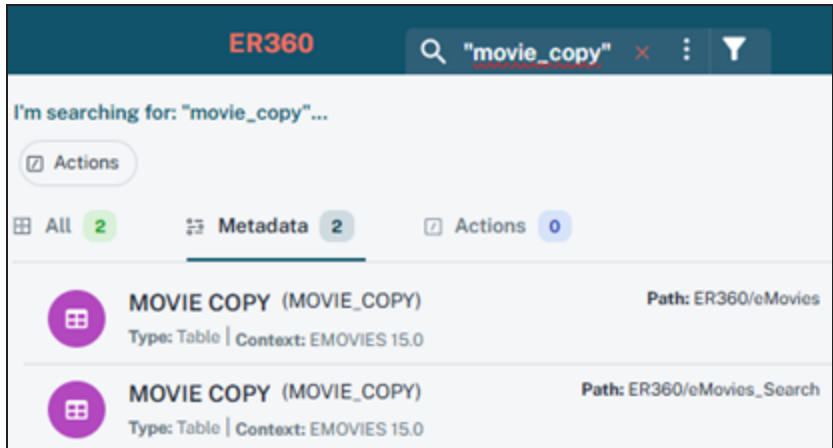 ER360 "movie_copy"
I'm searching for: "movie_copy"...
Actions
All 2 Metadata 2 Actions 0
MOVIE COPY (MOVIE_COPY) Path: ER360/eMovies
Type: Table | Context: EMOVIES 15.0
MOVIE COPY (MOVIE_COPY) Path: ER360/eMovies_Search
Type: Table | Context: EMOVIES 15.0